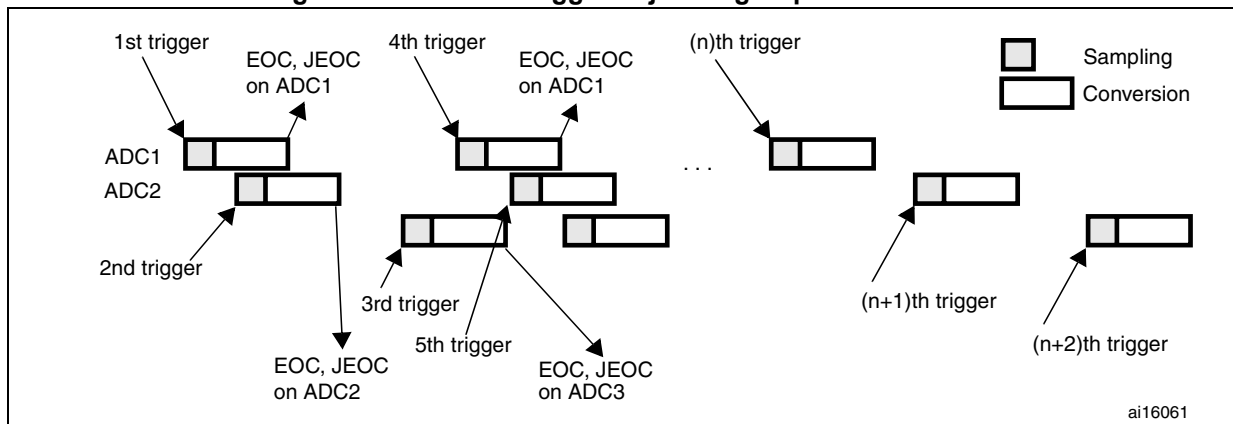 1st trigger
EOC, JEOC
on ADC1
4th trigger
EOC, JEOC
on ADC1
(n)th trigger
Sampling
Conversion
ADC1
ADC2
. . .
2nd trigger
3rd trigger
5th trigger
(n+1)th trigger
(n+2)th trigger
EOC, JEOC
on ADC2
EOC, JEOC
on ADC3
ai16061